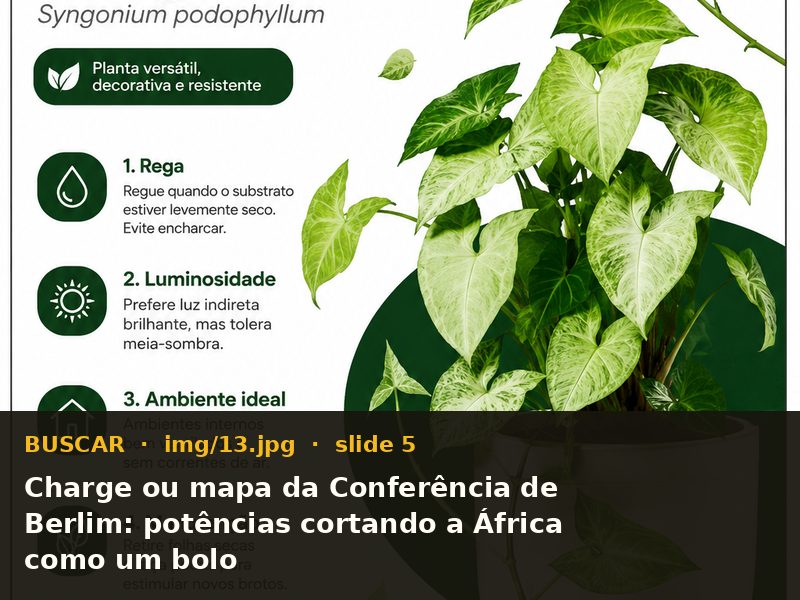 Syngonium podophyllum
Planta versátil,
decorativa e resistente
1. Rega
Regue quando o substrato
estiver levemente seco.
Evite encharcar.
2. Luminosidade
Prefere luz indireta
brilhante, mas tolera
meia-sombra.
3. Ambiente ideal
Ambientes internos
sem correntes de ar.
BUSCAR · img/13.jpg · slide 5
Charge ou mapa da Conferência de
Berlim: potências cortando a África
como um bolo
Retire folhas secas
estimular novos brotos.